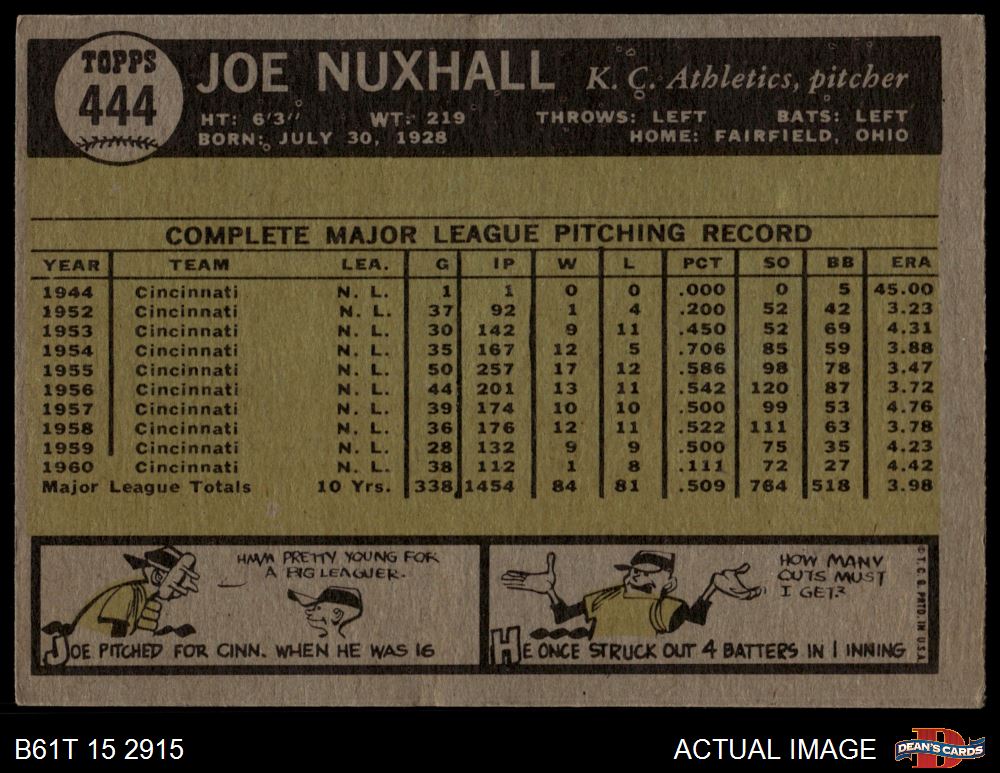 TOPPS
444
JOE NUXHALL
K. C. Athletics, pitcher
HT: 6'3" WT: 219 THROWS: LEFT BATS: LEFT
BORN: JULY 30, 1928 HOME: FAIRFIELD, OHIO
COMPLETE MAJOR LEAGUE PITCHING RECORD
YEAR TEAM LEA. G IP W L PCT SO BB ERA
1944 Cincinnati N. L. 1 1 0 0 .000 0 5 45.00
1952 Cincinnati N. L. 37 92 1 4 .200 52 42 3.23
1953 Cincinnati N. L. 30 142 9 11 .450 52 69 4.31
1954 Cincinnati N. L. 35 167 12 5 .706 85 59 3.88
1955 Cincinnati N. L. 50 257 17 12 .586 98 78 3.47
1956 Cincinnati N. L. 44 201 13 11 .542 120 87 3.72
1957 Cincinnati N. L. 39 174 10 10 .500 99 53 4.76
1958 Cincinnati N. L. 36 176 12 11 .522 111 63 3.78
1959 Cincinnati N. L. 28 132 9 9 .500 75 35 4.23
1960 Cincinnati N. L. 38 112 1 8 .111 72 27 4.42
Major League Totals 10 Yrs. 338 1454 84 81 .509 764 518 3.98
HMM PRETTY YOUNG FOR
A BIG LEAGUER.
JOE PITCHED FOR CINN. WHEN HE WAS 16
HOW MANY
OUTS MUST
I GET?
HE ONCE STRUCK OUT 4 BATTERS IN 1 INNING
© T. C. G. PRTD. IN U.S.A.
B61T 15 2915
ACTUAL IMAGE
D
DEAN'S CARDS